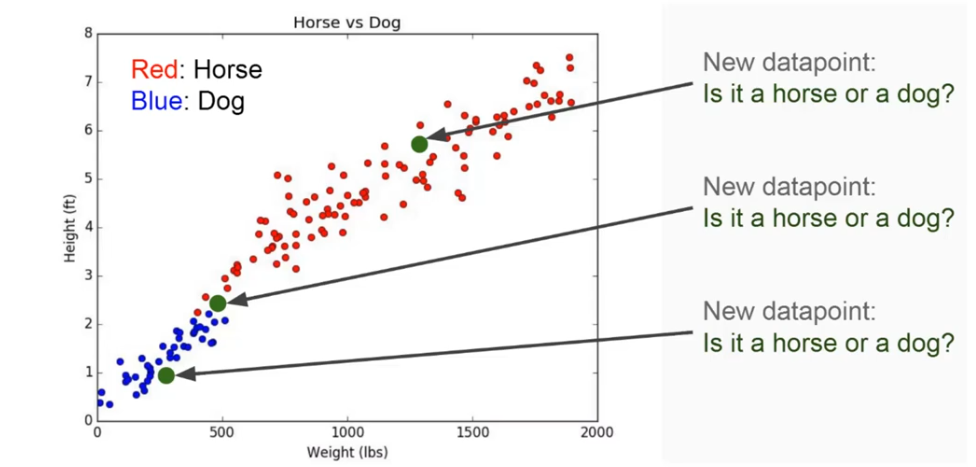 Horse vs Dog
Red: Horse
Blue: Dog
8
7
6
5
4
3
2
1
0
Height (ft)
0
500
1000
1500
2000
Weight (lbs)
New datapoint:
Is it a horse or a dog?
New datapoint:
Is it a horse or a dog?
New datapoint:
Is it a horse or a dog?